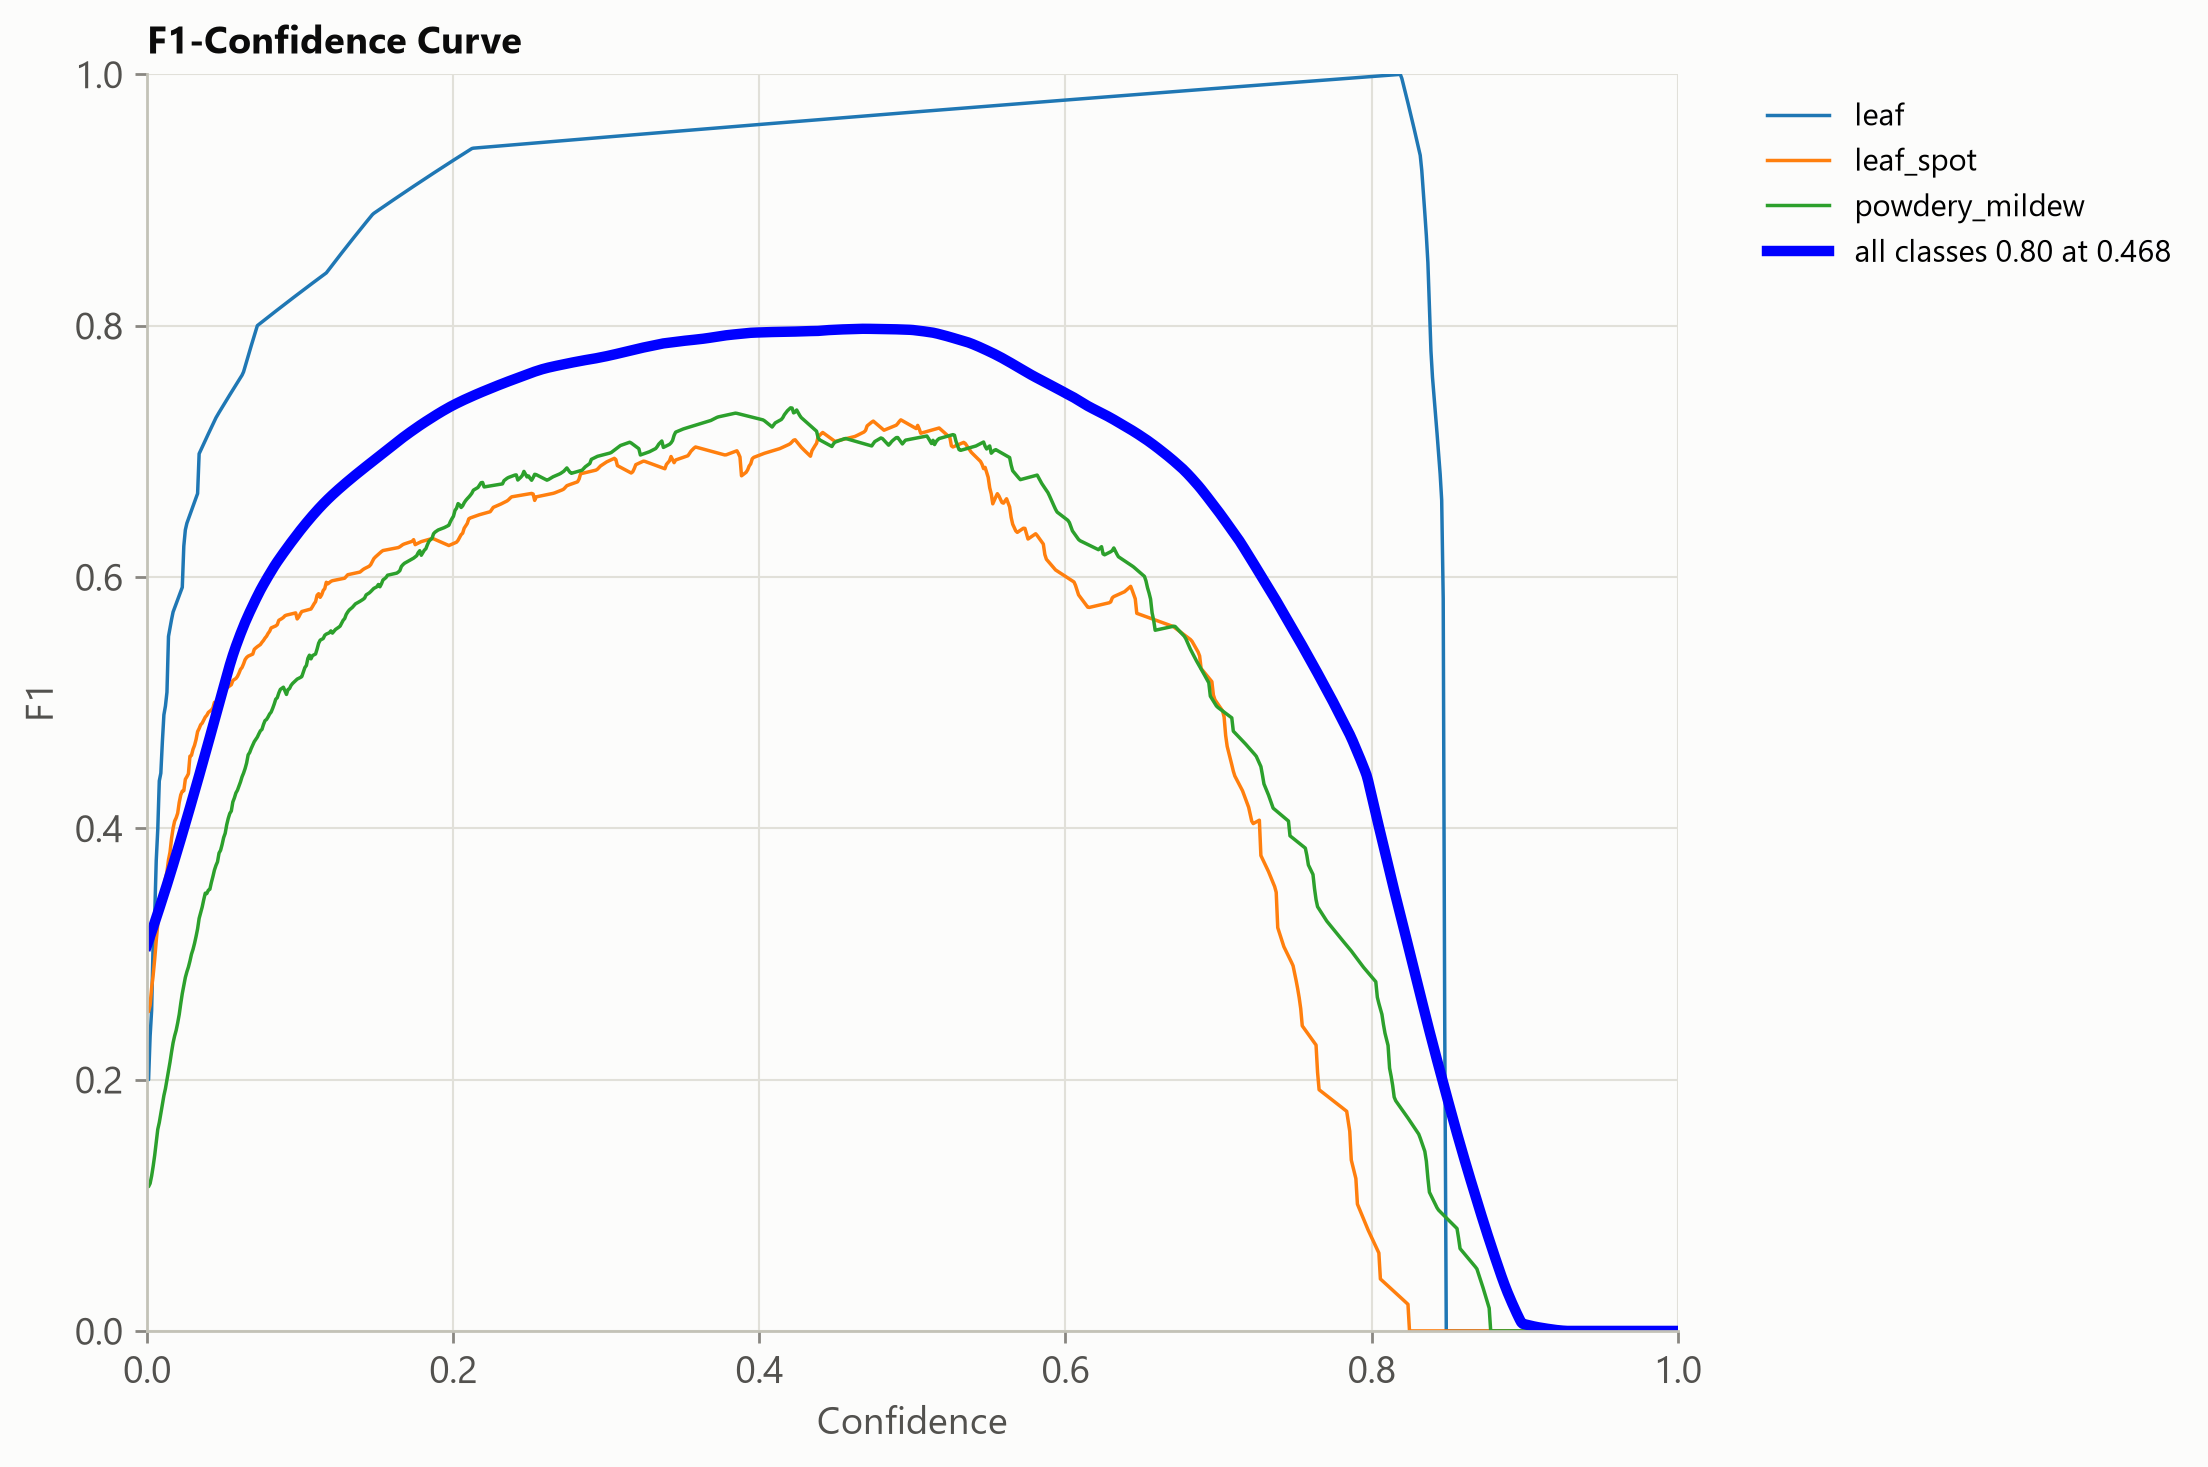 F1-Confidence Curve
1.0
0.8
0.6
0.4
0.2
0.0
F1
0.0 0.2 0.4 0.6 0.8 1.0
Confidence
leaf
leaf_spot
powdery_mildew
all classes 0.80 at 0.468